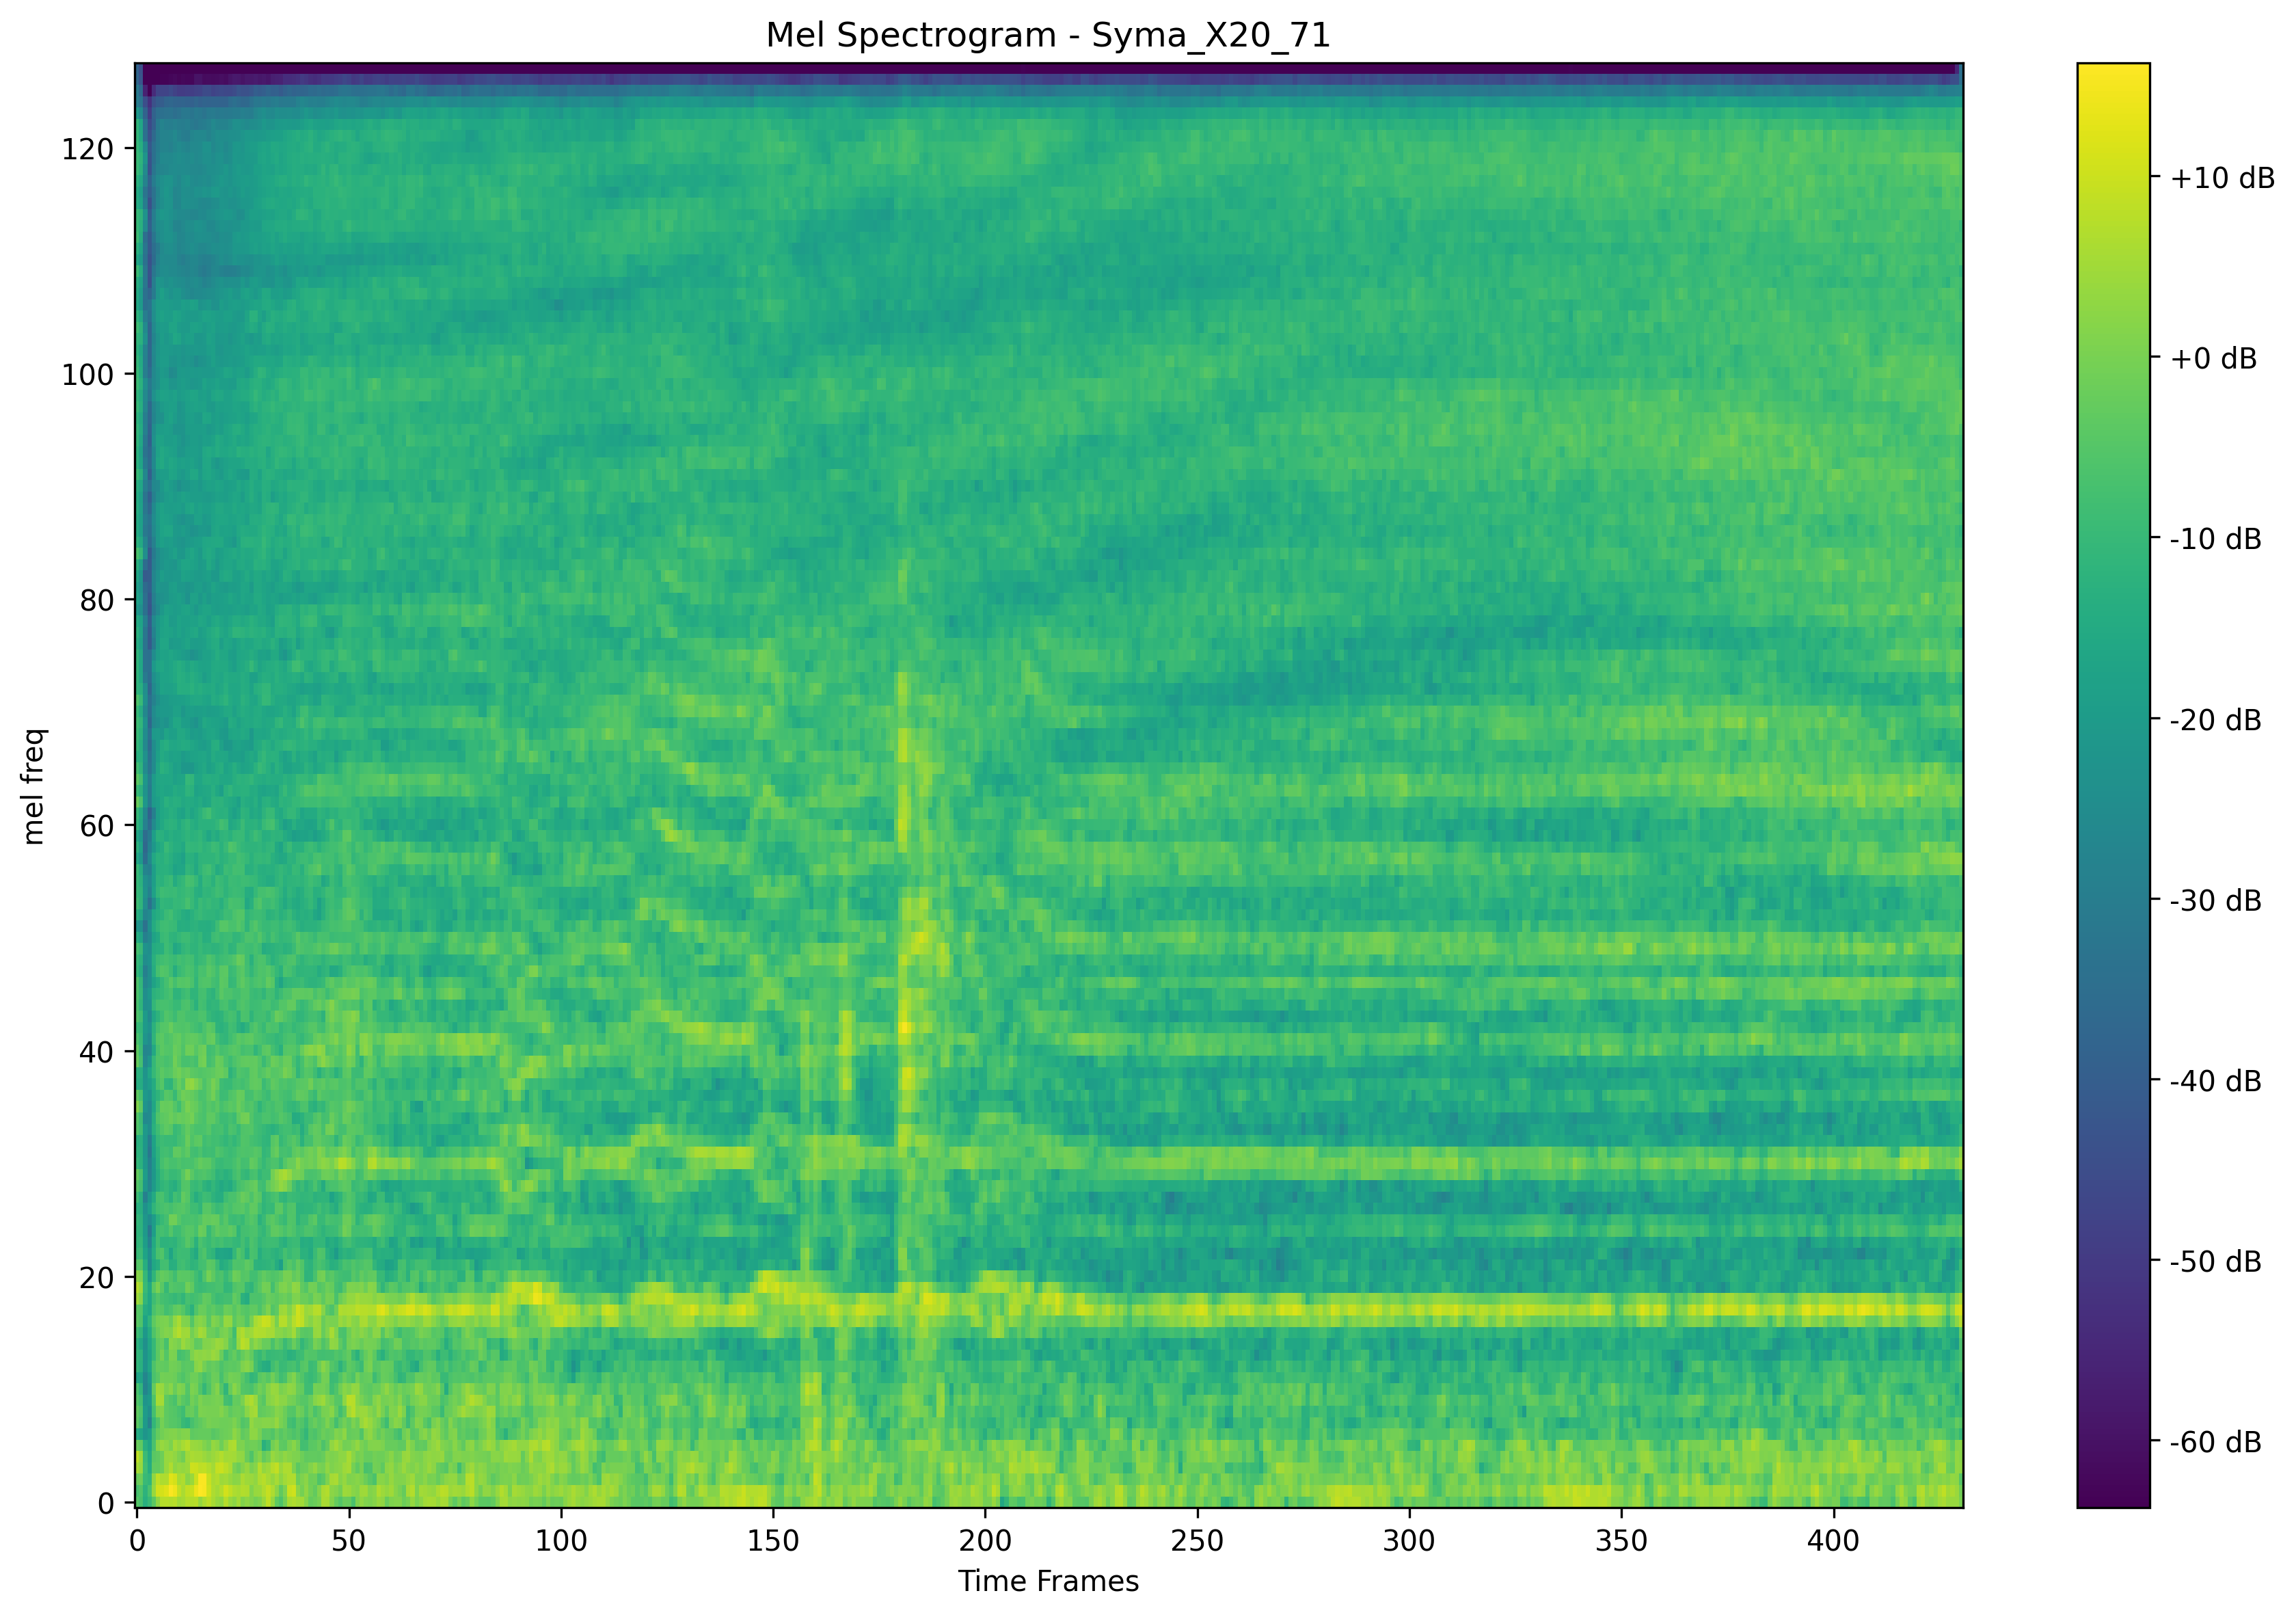 Mel Spectrogram - Syma_X20_71
120
100
80
60
40
20
0
mel freq
0 50 100 150 200 250 300 350 400
Time Frames
+10 dB
+0 dB
-10 dB
-20 dB
-30 dB
-40 dB
-50 dB
-60 dB